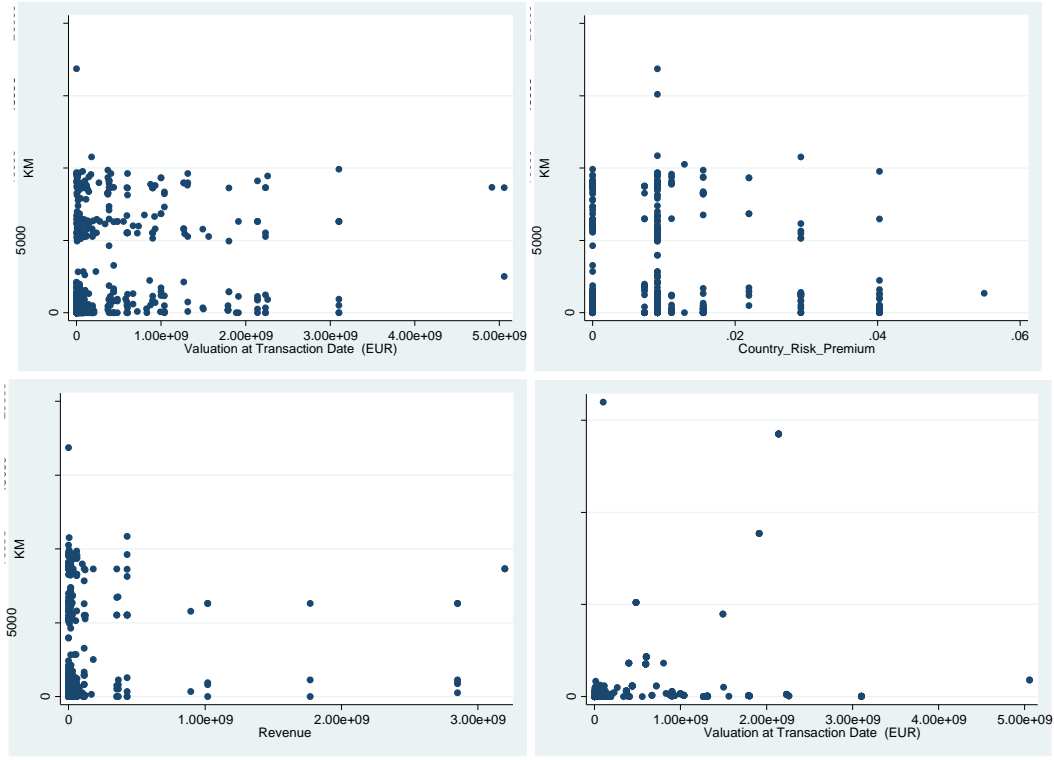 KM
5000
0
0 1.00e+09 2.00e+09 3.00e+09 4.00e+09 5.00e+09
Valuation at Transaction Date (EUR)
KM
5000
0
0 .02 .04 .06
Country_Risk_Premium
KM
5000
0
0 1.00e+09 2.00e+09 3.00e+09
Revenue
0
0 1.00e+09 2.00e+09 3.00e+09 4.00e+09 5.00e+09
Valuation at Transaction Date (EUR)